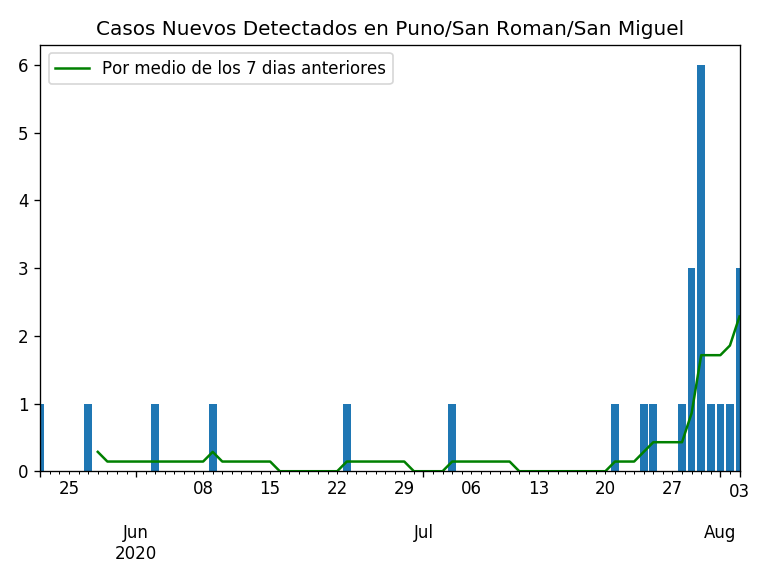 Casos Nuevos Detectados en Puno/San Roman/San Miguel
Por medio de los 7 dias anteriores
6
5
4
3
2
1
0
25 08 15 22 29 06 13 20 27 03
Jun Jul Aug
2020